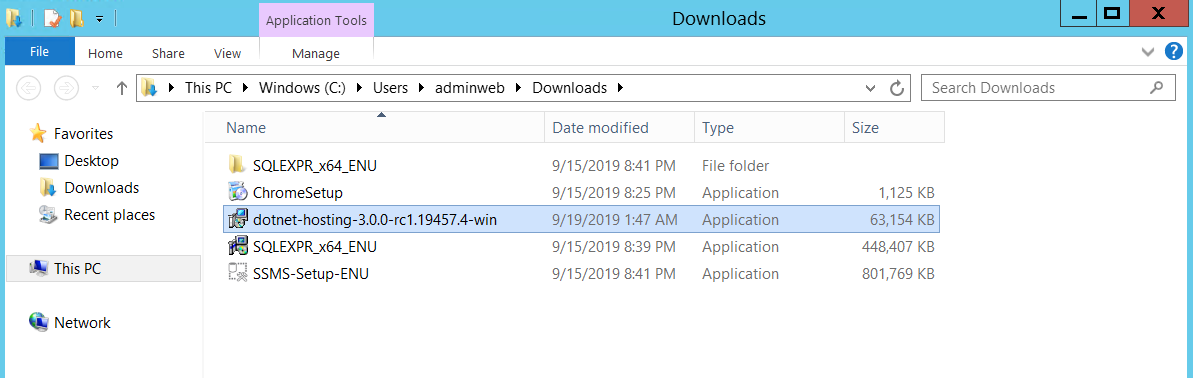 Application Tools
Downloads
File Home Share View Manage
This PC Windows (C:) Users adminweb Downloads
Search Downloads
Favorites
Desktop
Downloads
Recent places
This PC
Network
Name Date modified Type Size
SQLEXPR_x64_ENU 9/15/2019 8:41 PM File folder
ChromeSetup 9/15/2019 8:25 PM Application 1,125 KB
dotnet-hosting-3.0.0-rc1.19457.4-win 9/19/2019 1:47 AM Application 63,154 KB
SQLEXPR_x64_ENU 9/15/2019 8:39 PM Application 448,407 KB
SSMS-Setup-ENU 9/15/2019 8:41 PM Application 801,769 KB